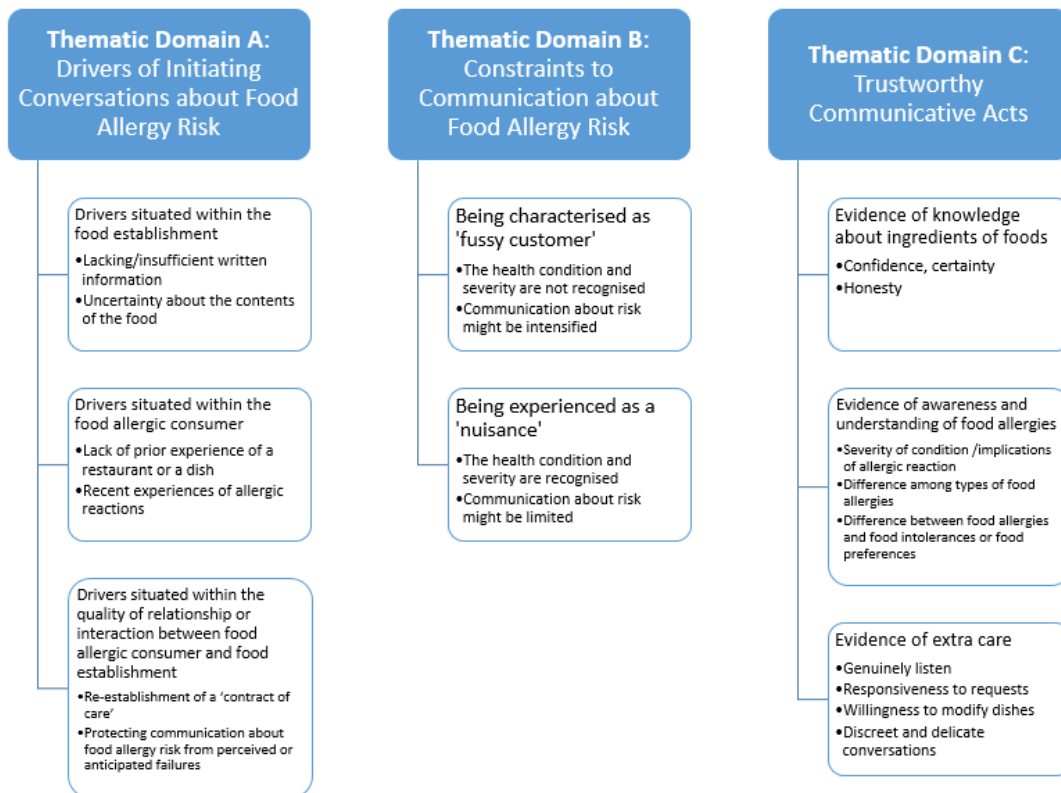 Thematic Domain A:
Drivers of Initiating
Conversations about Food
Allergy Risk
Drivers situated within the
food establishment
•Lacking/insufficient written
information
•Uncertainty about the contents
of the food
Drivers situated within the
food allergic consumer
•Lack of prior experience of a
restaurant or a dish
•Recent experiences of allergic
reactions
Drivers situated within the
quality of relationship or
interaction between food
allergic consumer and food
establishment
•Re-establishment of a ‘contract of
care’
•Protecting communication about
food allergy risk from perceived or
anticipated failures
Thematic Domain B:
Constraints to
Communication about
Food Allergy Risk
Being characterised as
'fussy customer'
•The health condition and
severity are not recognised
•Communication about risk
might be intensified
Being experienced as a
'nuisance'
•The health condition and
severity are recognised
•Communication about risk
might be limited
Thematic Domain C:
Trustworthy
Communicative Acts
Evidence of knowledge
about ingredients of foods
•Confidence, certainty
•Honesty
Evidence of awareness and
understanding of food allergies
•Severity of condition /implications
of allergic reaction
•Difference among types of food
allergies
•Difference between food allergies
and food intolerances or food
preferences
Evidence of extra care
•Genuinely listen
•Responsiveness to requests
•Willingness to modify dishes
•Discreet and delicate
conversations